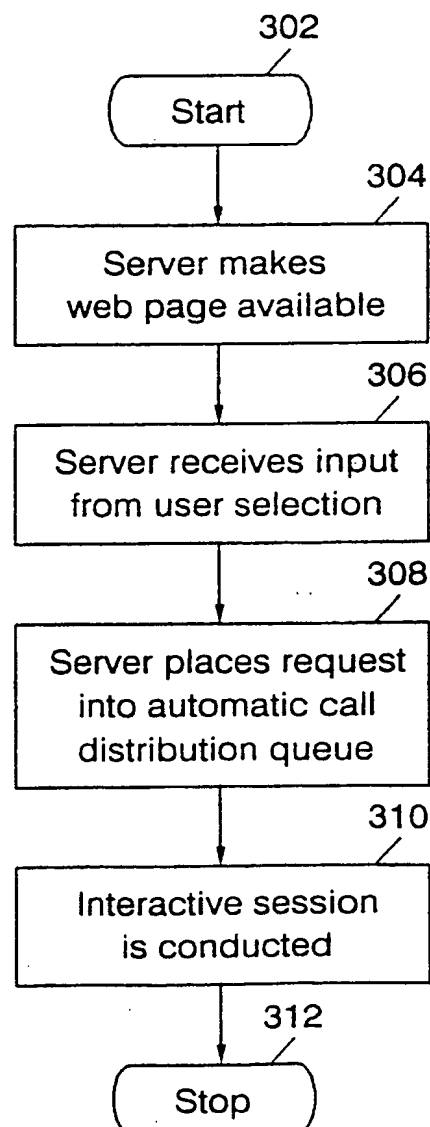 302
Start
304
Server makes
web page available
306
Server receives input
from user selection
308
Server places request
into automatic call
distribution queue
310
Interactive session
is conducted
312
Stop